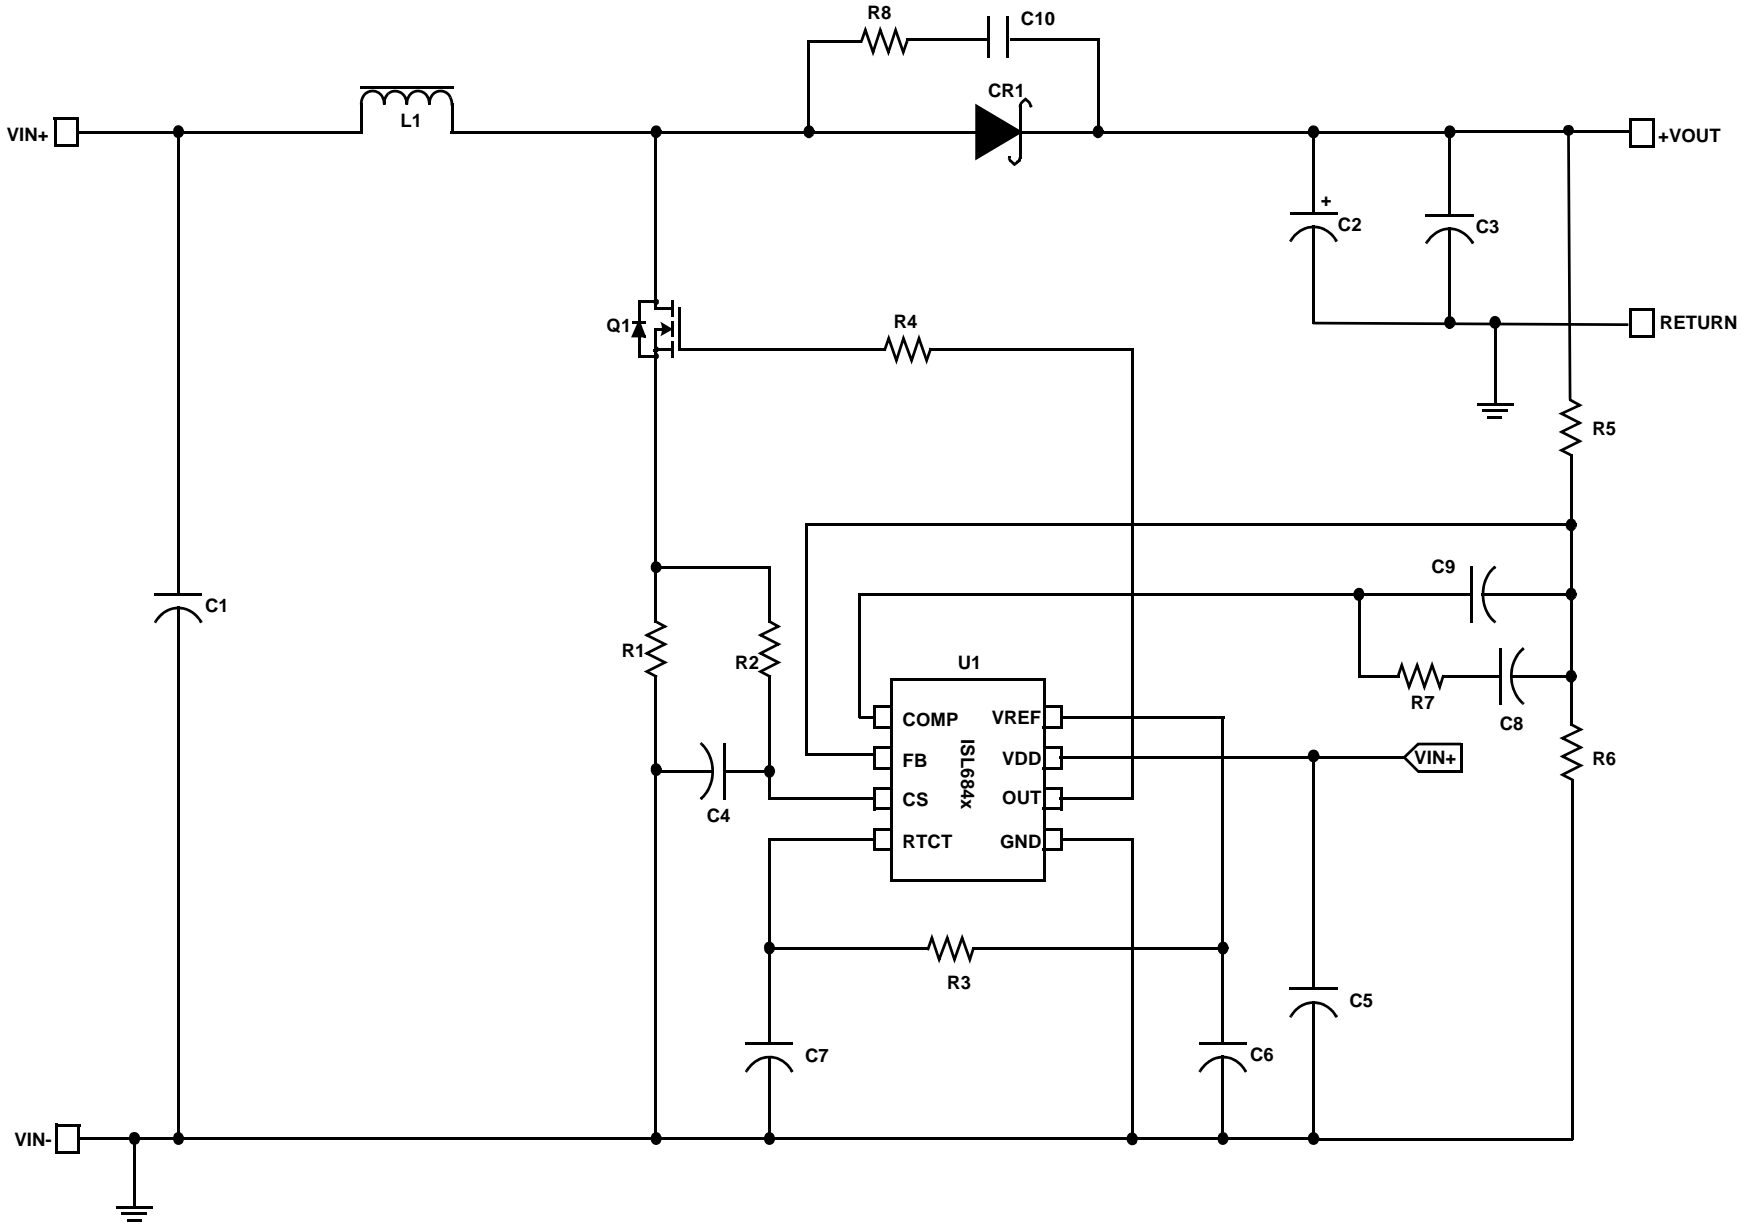 R8
C10
CR1
L1
VIN+
+VOUT
+
C2
C3
Q1
R4
RETURN
R5
C9
C1
R1
R2
U1
R7
C8
COMP
VREF
FB
VDD
VIN+
R6
ISL684x
CS
OUT
C4
RTCT
GND
R3
C5
C7
C6
VIN-